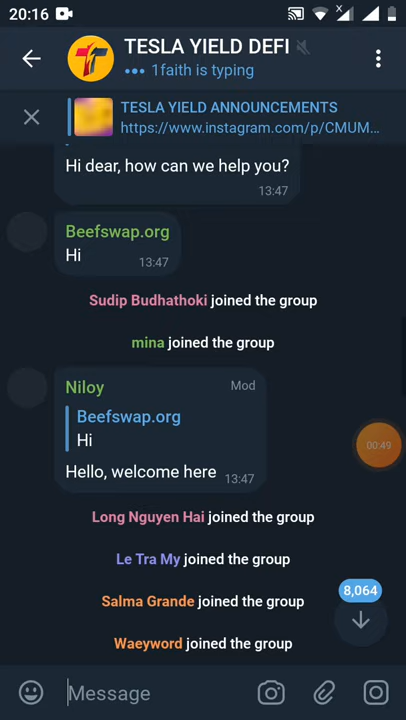 20:16
TESLA YIELD DEFI
1faith is typing
TESLA YIELD ANNOUNCEMENTS
https://www.instagram.com/p/CMUM...
Hi dear, how can we help you?
13:47
Beefswap.org
Hi
13:47
Sudip Budhathoki joined the group
mina joined the group
Niloy Mod
Beefswap.org
Hi
Hello, welcome here 13:47
00:49
Long Nguyen Hai joined the group
Le Tra My joined the group
8,064
Salma Grande joined the group
Waeyword joined the group
Message